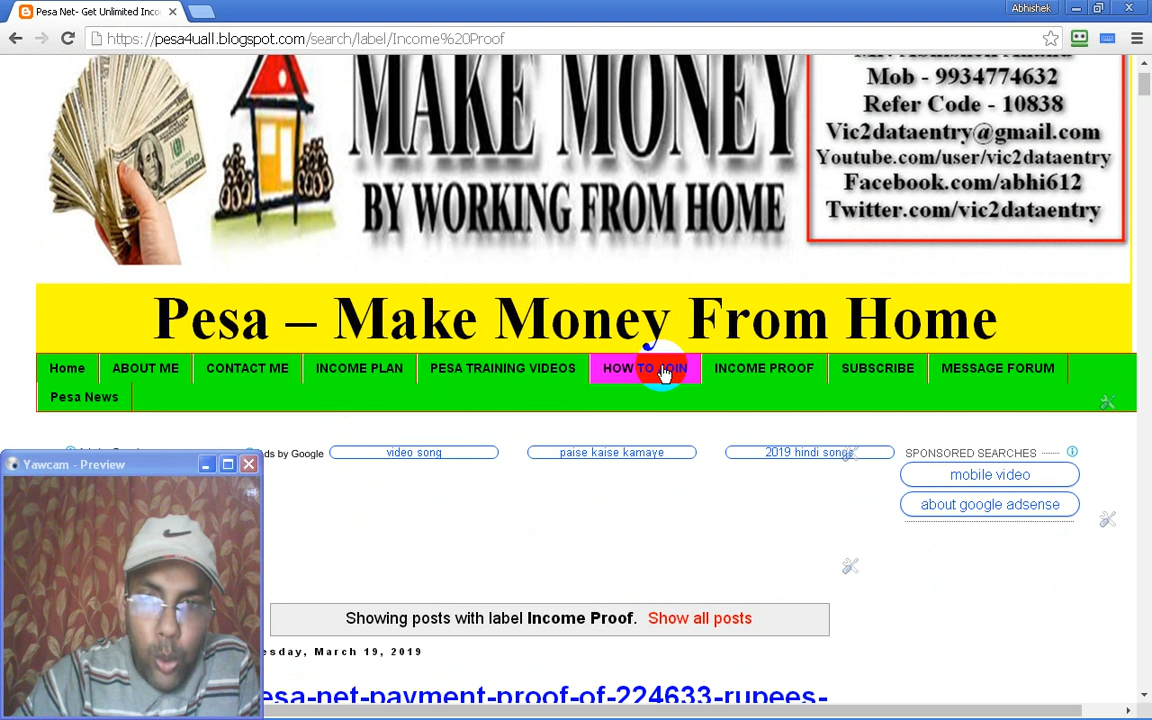 Pesa Net- Get Unlimited Inco
Abhishek
https://pesa4uall.blogspot.com/search/label/Income%20Proof
MAKE MONEY
BY WORKING FROM HOME
Mob - 9934774632
Refer Code - 10838
Vic2dataentry@gmail.com
Youtube.com/user/vic2dataentry
Facebook.com/abhi612
Twitter.com/vic2dataentry
Pesa – Make Money From Home
Home
ABOUT ME
CONTACT ME
INCOME PLAN
PESA TRAINING VIDEOS
HOW TO JOIN
INCOME PROOF
SUBSCRIBE
MESSAGE FORUM
Pesa News
ds by Google
video song
paise kaise kamaye
2019 hindi songs
SPONSORED SEARCHES
mobile video
about google adsense
Yawcam - Preview
Showing posts with label Income Proof. Show all posts
esday, March 19, 2019
esa-net-payment-proof-of-224633-rupees-